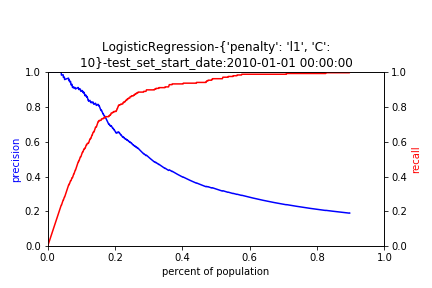 LogisticRegression-{'penalty': 'l1', 'C':
10}-test_set_start_date:2010-01-01 00:00:00
1.0
0.8
0.6
0.4
0.2
0.0
precision
1.0
0.8
0.6
0.4
0.2
0.0
recall
0.0 0.2 0.4 0.6 0.8 1.0
percent of population